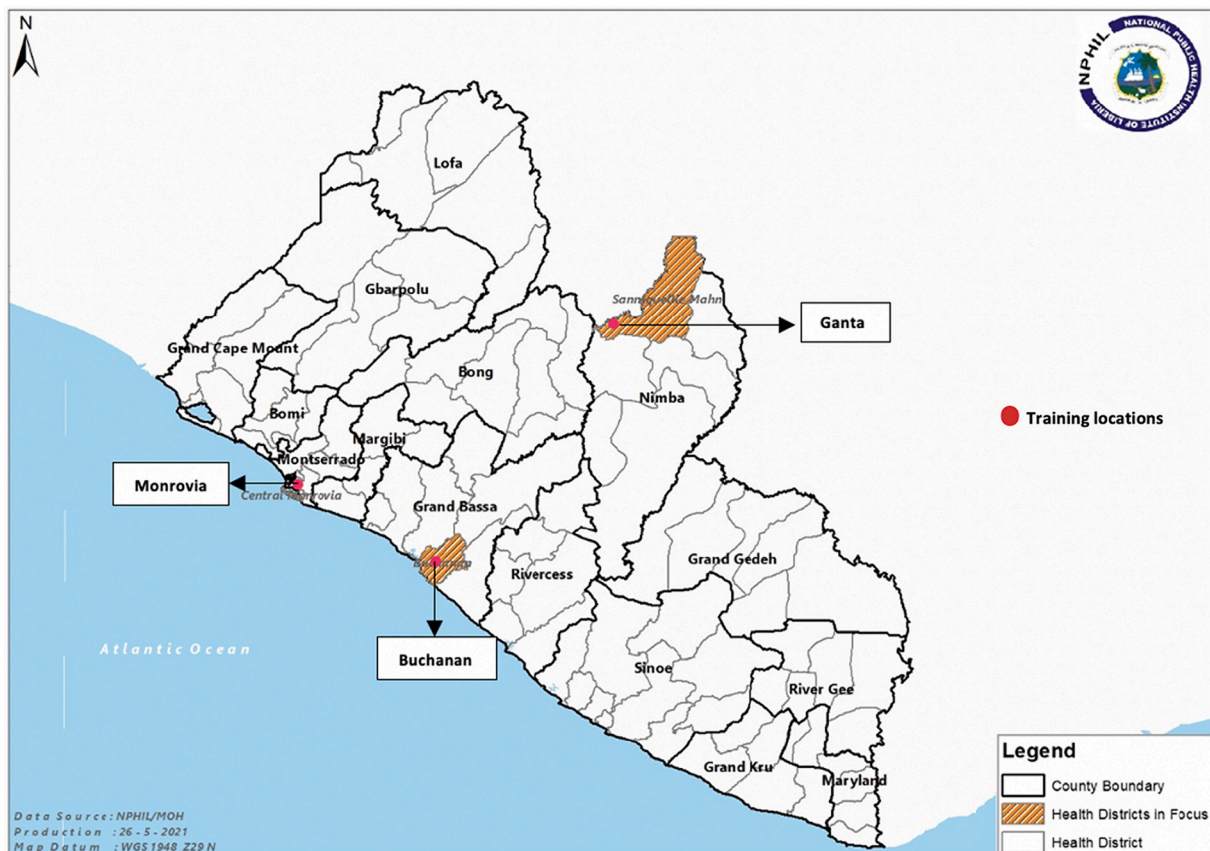 N
NPHIL
NATIONAL PUBLIC HEALTH INSTITUTE OF LIBERIA
Lofa
Gbarpolu
Sanniquellie Mahn
Ganta
Grand Cape Mount
Bong
Nimba
Bomi
Training locations
Margibi
Montserrado
Monrovia
Central Monrovia
Grand Bassa
Buchanan
Rivercess
Grand Gedeh
Atlantic Ocean
Buchanan
Sinoe
River Gee
Grand Kru
Maryland
Legend
County Boundary
Health Districts in Focus
Health District
Data Source: NPHIL/MOH
Production : 26 - 5 - 2021
Map Datum : WGS 1948 Z29 N